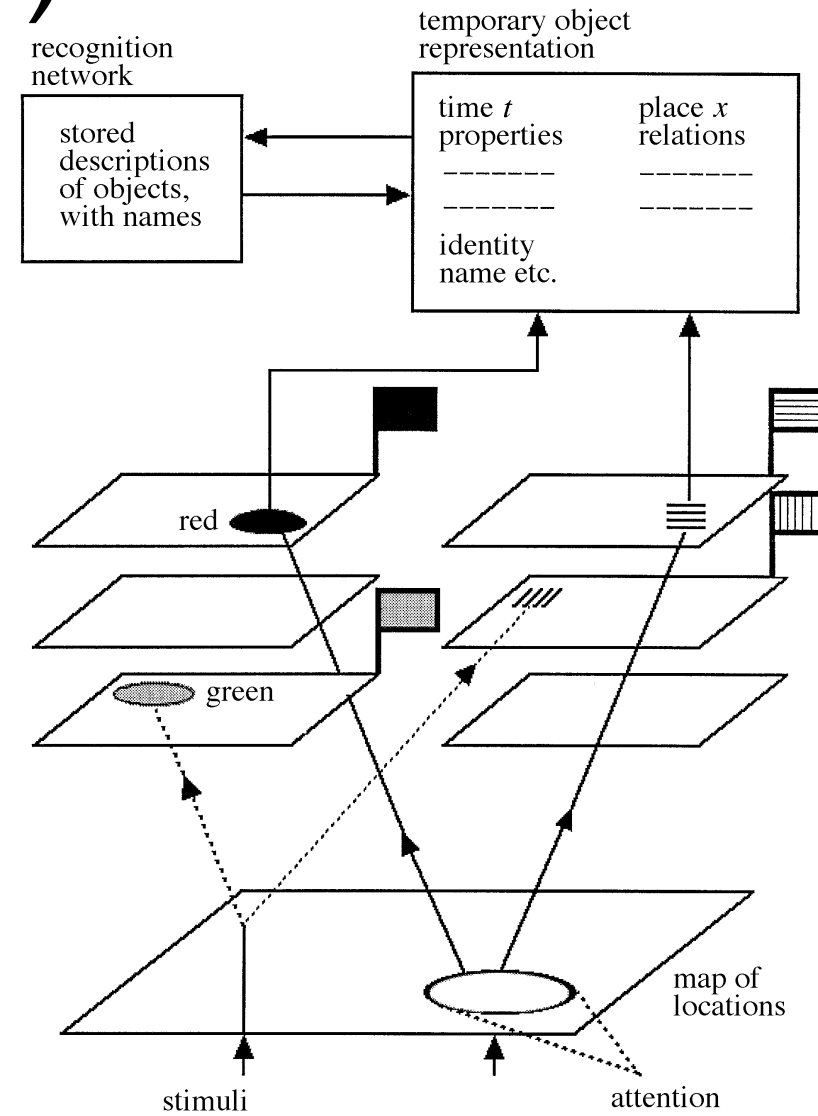 )
temporary object
representation
recognition
network
time t
properties
place x
relations
stored
descriptions
of objects,
with names
identity
name etc.
red
green
map of
locations
stimuli
attention